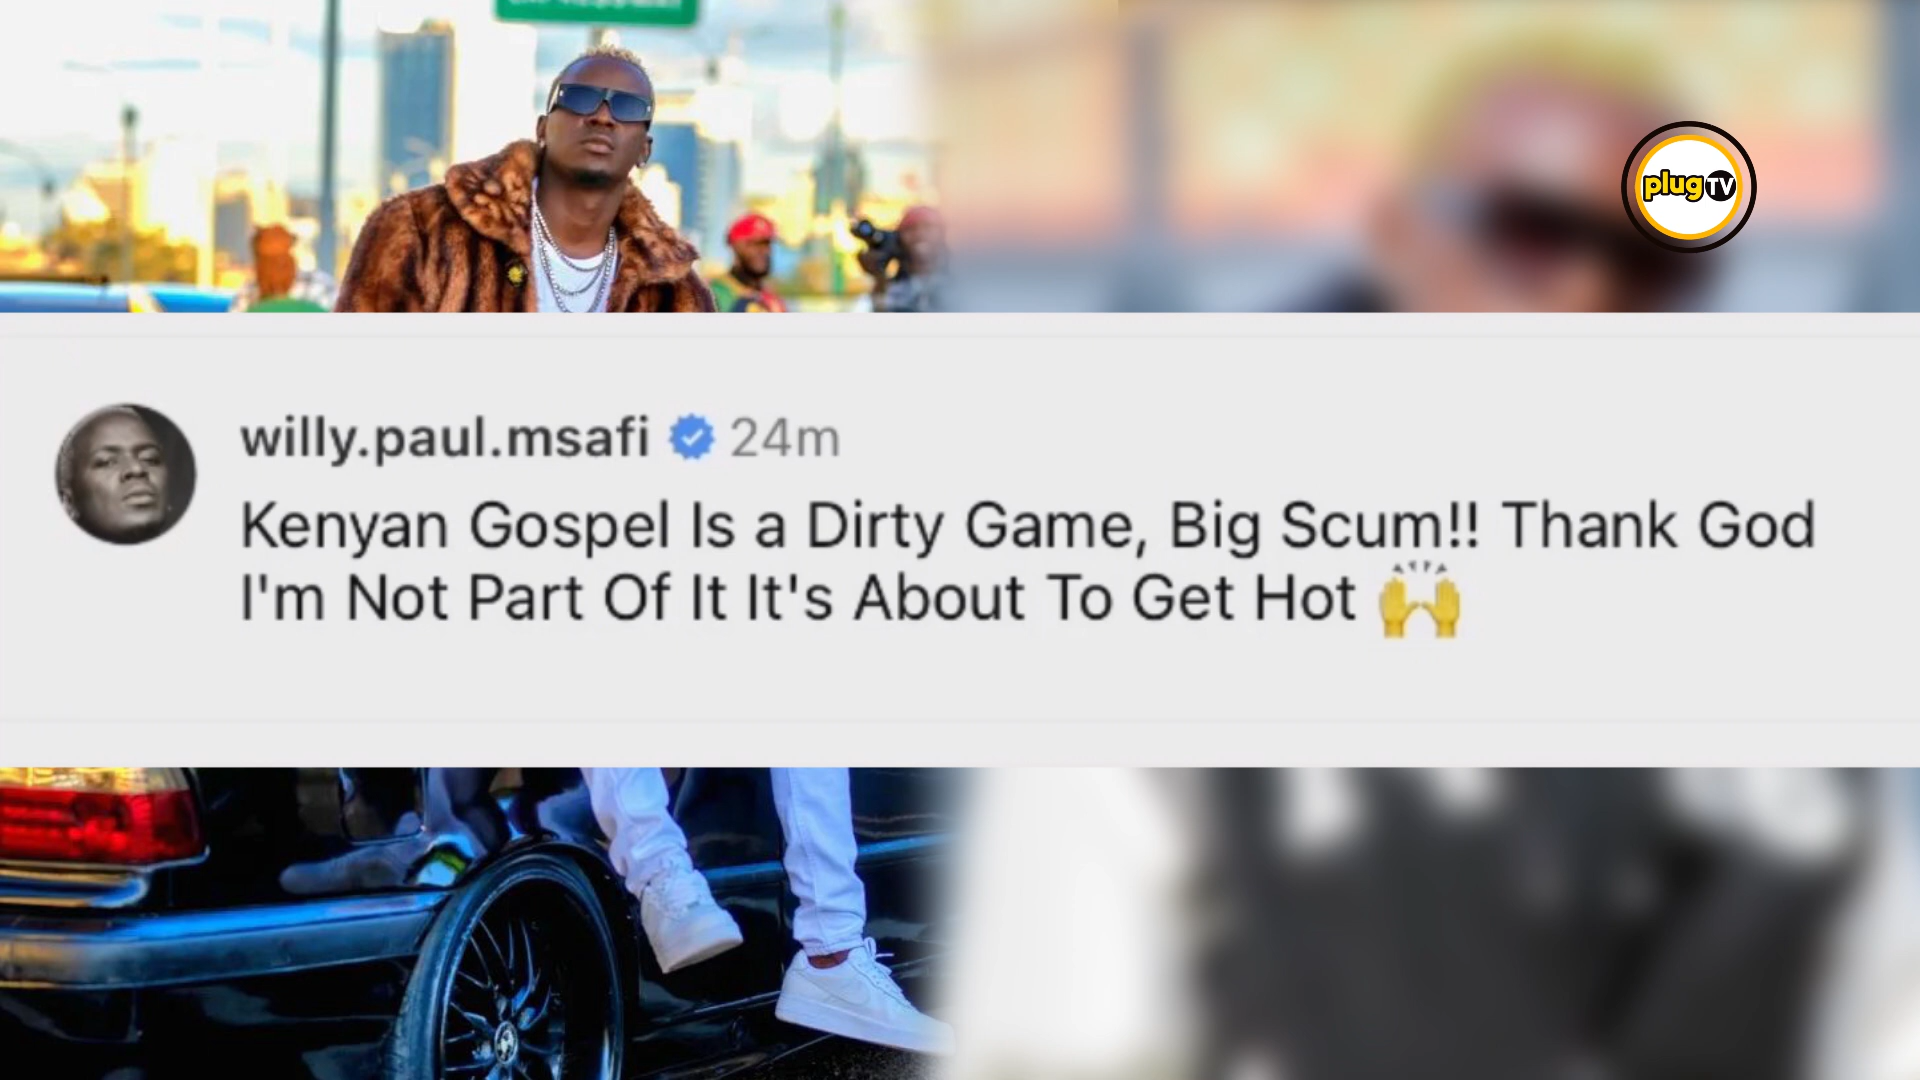 plug TV
willy.paul.msafi 24m
Kenyan Gospel Is a Dirty Game, Big Scum!! Thank God
I'm Not Part Of It It's About To Get Hot 🙌